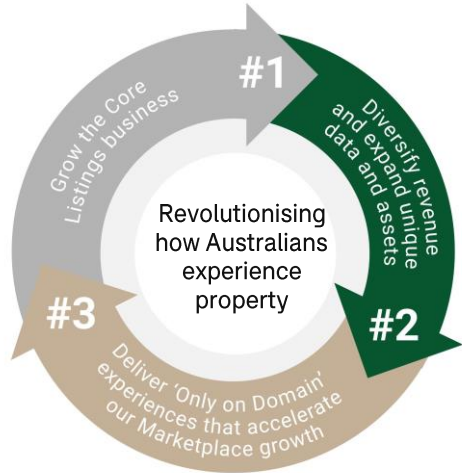 #1
Grow the Core
Listings business
Diversify revenue
and expand unique
data and assets
#2
Deliver 'Only on Domain'
experiences that accelerate
our Marketplace growth
#3
Revolutionising
how Australians
experience
property